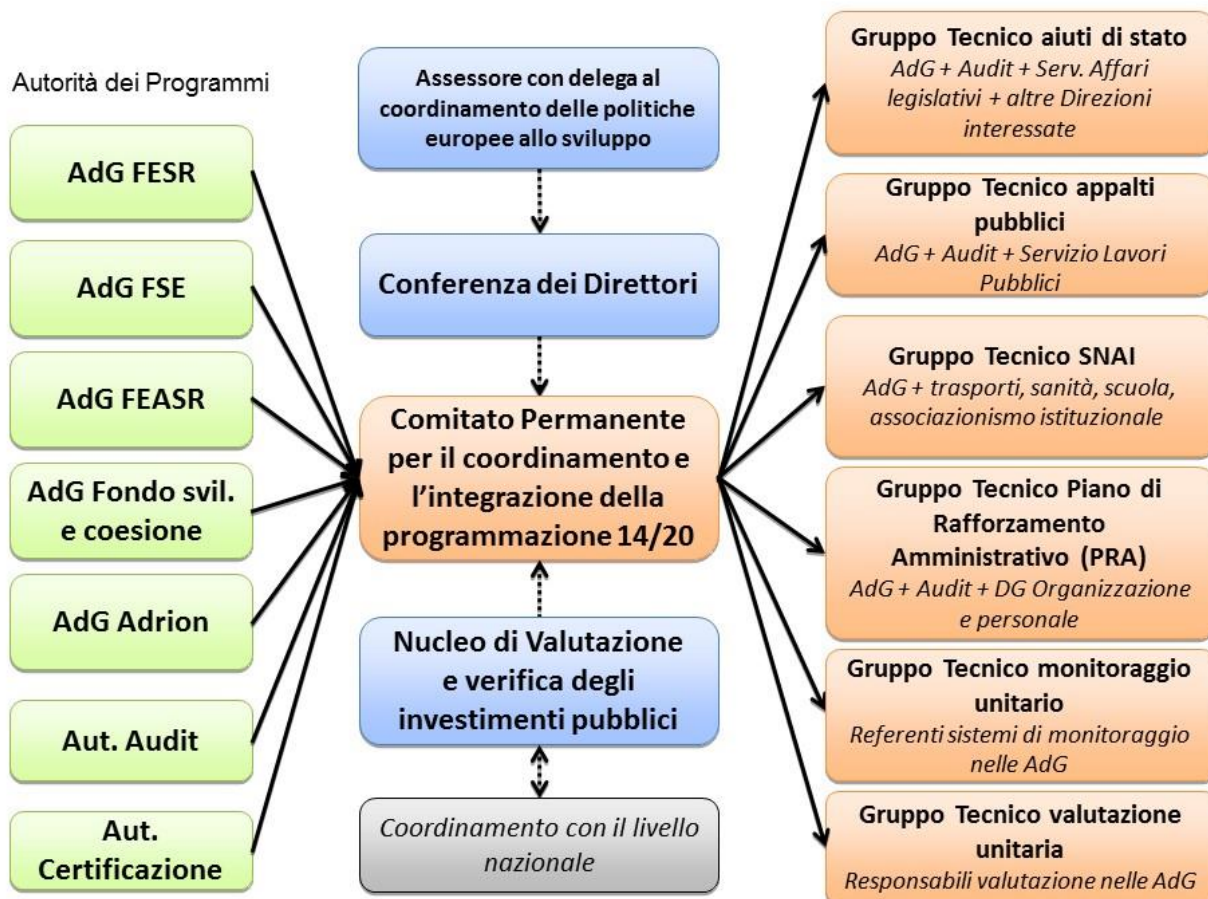 Autorità dei Programmi
AdG FESR
AdG FSE
AdG FEASR
AdG Fondo svil.
e coesione
AdG Adrion
Aut. Audit
Aut.
Certificazione
Assessore con delega al
coordinamento delle politiche
europee allo sviluppo
Conferenza dei Direttori
Comitato Permanente
per il coordinamento e
l'integrazione della
programmazione 14/20
Nucleo di Valutazione
e verifica degli
investimenti pubblici
Coordinamento con il livello
nazionale
Gruppo Tecnico aiuti di stato
AdG + Audit + Serv. Affari
legislativi + altre Direzioni
interessate
Gruppo Tecnico appalti
pubblici
AdG + Audit + Servizio Lavori
Pubblici
Gruppo Tecnico SNAI
AdG + trasporti, sanità, scuola,
associazionismo istituzionale
Gruppo Tecnico Piano di
Rafforzamento
Amministrativo (PRA)
AdG + Audit + DG Organizzazione
e personale
Gruppo Tecnico monitoraggio
unitario
Referenti sistemi di monitoraggio
nelle AdG
Gruppo Tecnico valutazione
unitaria
Responsabili valutazione nelle AdG